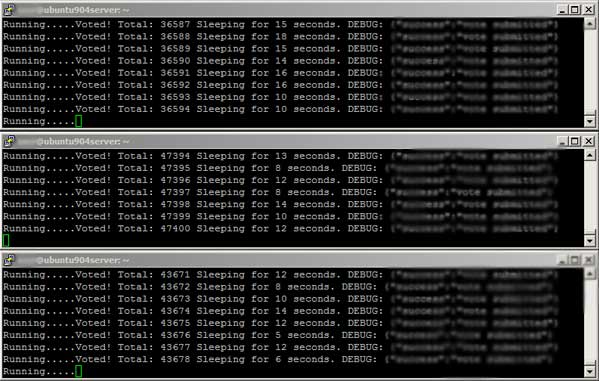 @ubuntu904server: ~
Running.....Voted! Total: 36587 Sleeping for 15 seconds. DEBUG: {"success":"vote submitted"}
Running.....Voted! Total: 36588 Sleeping for 18 seconds. DEBUG: {"success":"vote submitted"}
Running.....Voted! Total: 36589 Sleeping for 15 seconds. DEBUG: {"success":"vote submitted"}
Running.....Voted! Total: 36590 Sleeping for 14 seconds. DEBUG: {"success":"vote submitted"}
Running.....Voted! Total: 36591 Sleeping for 16 seconds. DEBUG: {"success":"vote submitted"}
Running.....Voted! Total: 36592 Sleeping for 16 seconds. DEBUG: {"success":"vote submitted"}
Running.....Voted! Total: 36593 Sleeping for 10 seconds. DEBUG: {"success":"vote submitted"}
Running.....Voted! Total: 36594 Sleeping for 10 seconds. DEBUG: {"success":"vote submitted"}
Running.....
@ubuntu904server: ~
Running.....Voted! Total: 47394 Sleeping for 13 seconds. DEBUG: {"success":"vote submitted"}
Running.....Voted! Total: 47395 Sleeping for 8 seconds. DEBUG: {"success":"vote submitted"}
Running.....Voted! Total: 47396 Sleeping for 12 seconds. DEBUG: {"success":"vote submitted"}
Running.....Voted! Total: 47397 Sleeping for 8 seconds. DEBUG: {"success":"vote submitted"}
Running.....Voted! Total: 47398 Sleeping for 14 seconds. DEBUG: {"success":"vote submitted"}
Running.....Voted! Total: 47399 Sleeping for 10 seconds. DEBUG: {"success":"vote submitted"}
Running.....Voted! Total: 47400 Sleeping for 12 seconds. DEBUG: {"success":"vote submitted"}
@ubuntu904server: ~
Running.....Voted! Total: 43671 Sleeping for 12 seconds. DEBUG: {"success":"vote submitted"}
Running.....Voted! Total: 43672 Sleeping for 8 seconds. DEBUG: {"success":"vote submitted"}
Running.....Voted! Total: 43673 Sleeping for 10 seconds. DEBUG: {"success":"vote submitted"}
Running.....Voted! Total: 43674 Sleeping for 14 seconds. DEBUG: {"success":"vote submitted"}
Running.....Voted! Total: 43675 Sleeping for 12 seconds. DEBUG: {"success":"vote submitted"}
Running.....Voted! Total: 43676 Sleeping for 5 seconds. DEBUG: {"success":"vote submitted"}
Running.....Voted! Total: 43677 Sleeping for 12 seconds. DEBUG: {"success":"vote submitted"}
Running.....Voted! Total: 43678 Sleeping for 6 seconds. DEBUG: {"success":"vote submitted"}
Running.....